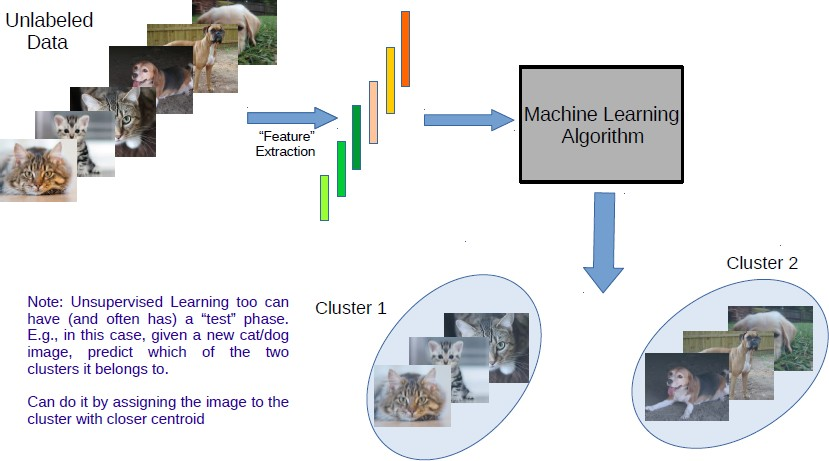 Unlabeled
Data
“Feature”
Extraction
Machine Learning
Algorithm
Cluster 2
Cluster 1
Note: Unsupervised Learning too can
have (and often has) a “test” phase.
E.g., in this case, given a new cat/dog
image, predict which of the two
clusters it belongs to.
Can do it by assigning the image to the
cluster with closer centroid